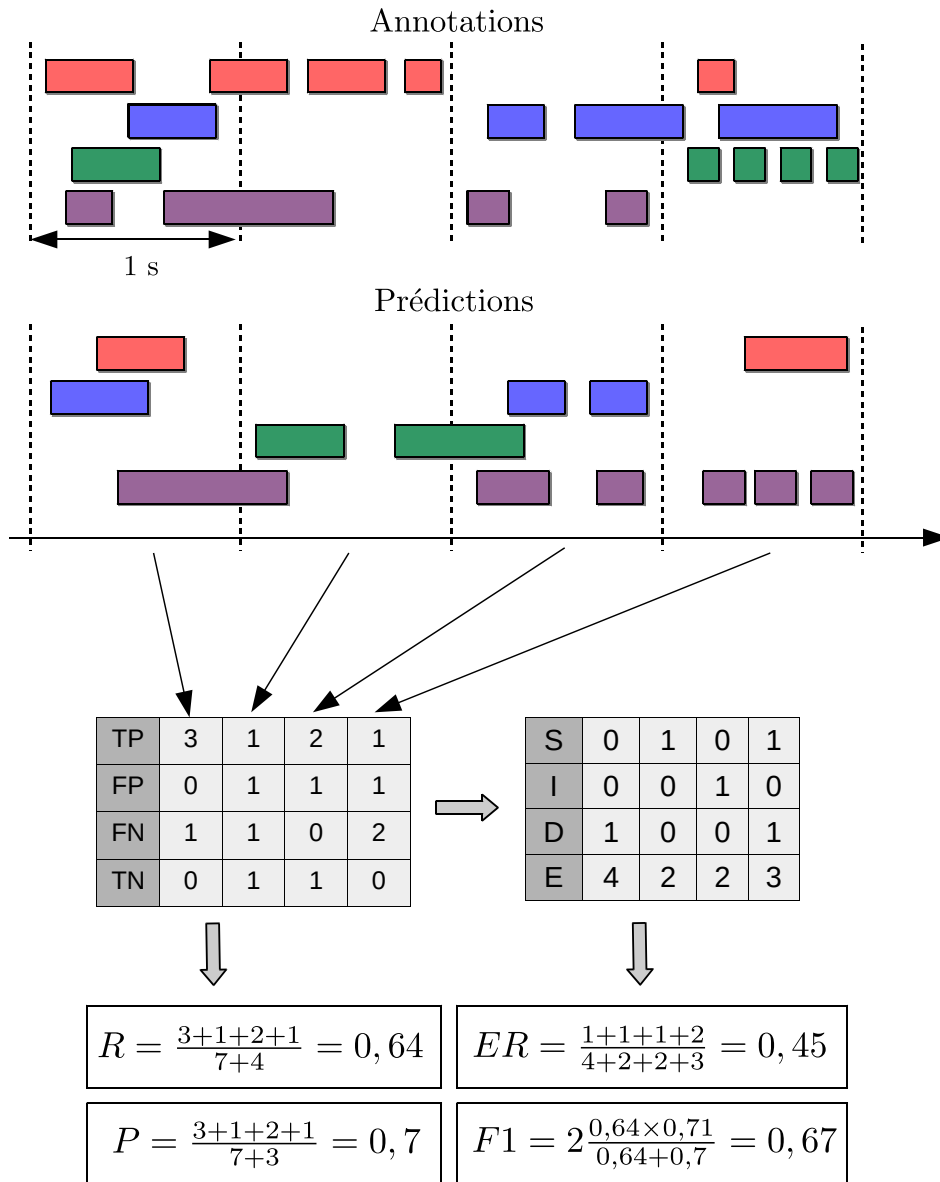 Annotations
1 s
Prédictions
TP 3 1 2 1
FP 0 1 1 1
FN 1 1 0 2
TN 0 1 1 0
S 0 1 0 1
I 0 0 1 0
D 1 0 0 1
E 4 2 2 3
R = \frac{3+1+2+1}{7+4} = 0,64
ER = \frac{1+1+1+2}{4+2+2+3} = 0,45
P = \frac{3+1+2+1}{7+3} = 0,7
F1 = 2\frac{0,64×0,71}{0,64+0,7} = 0,67